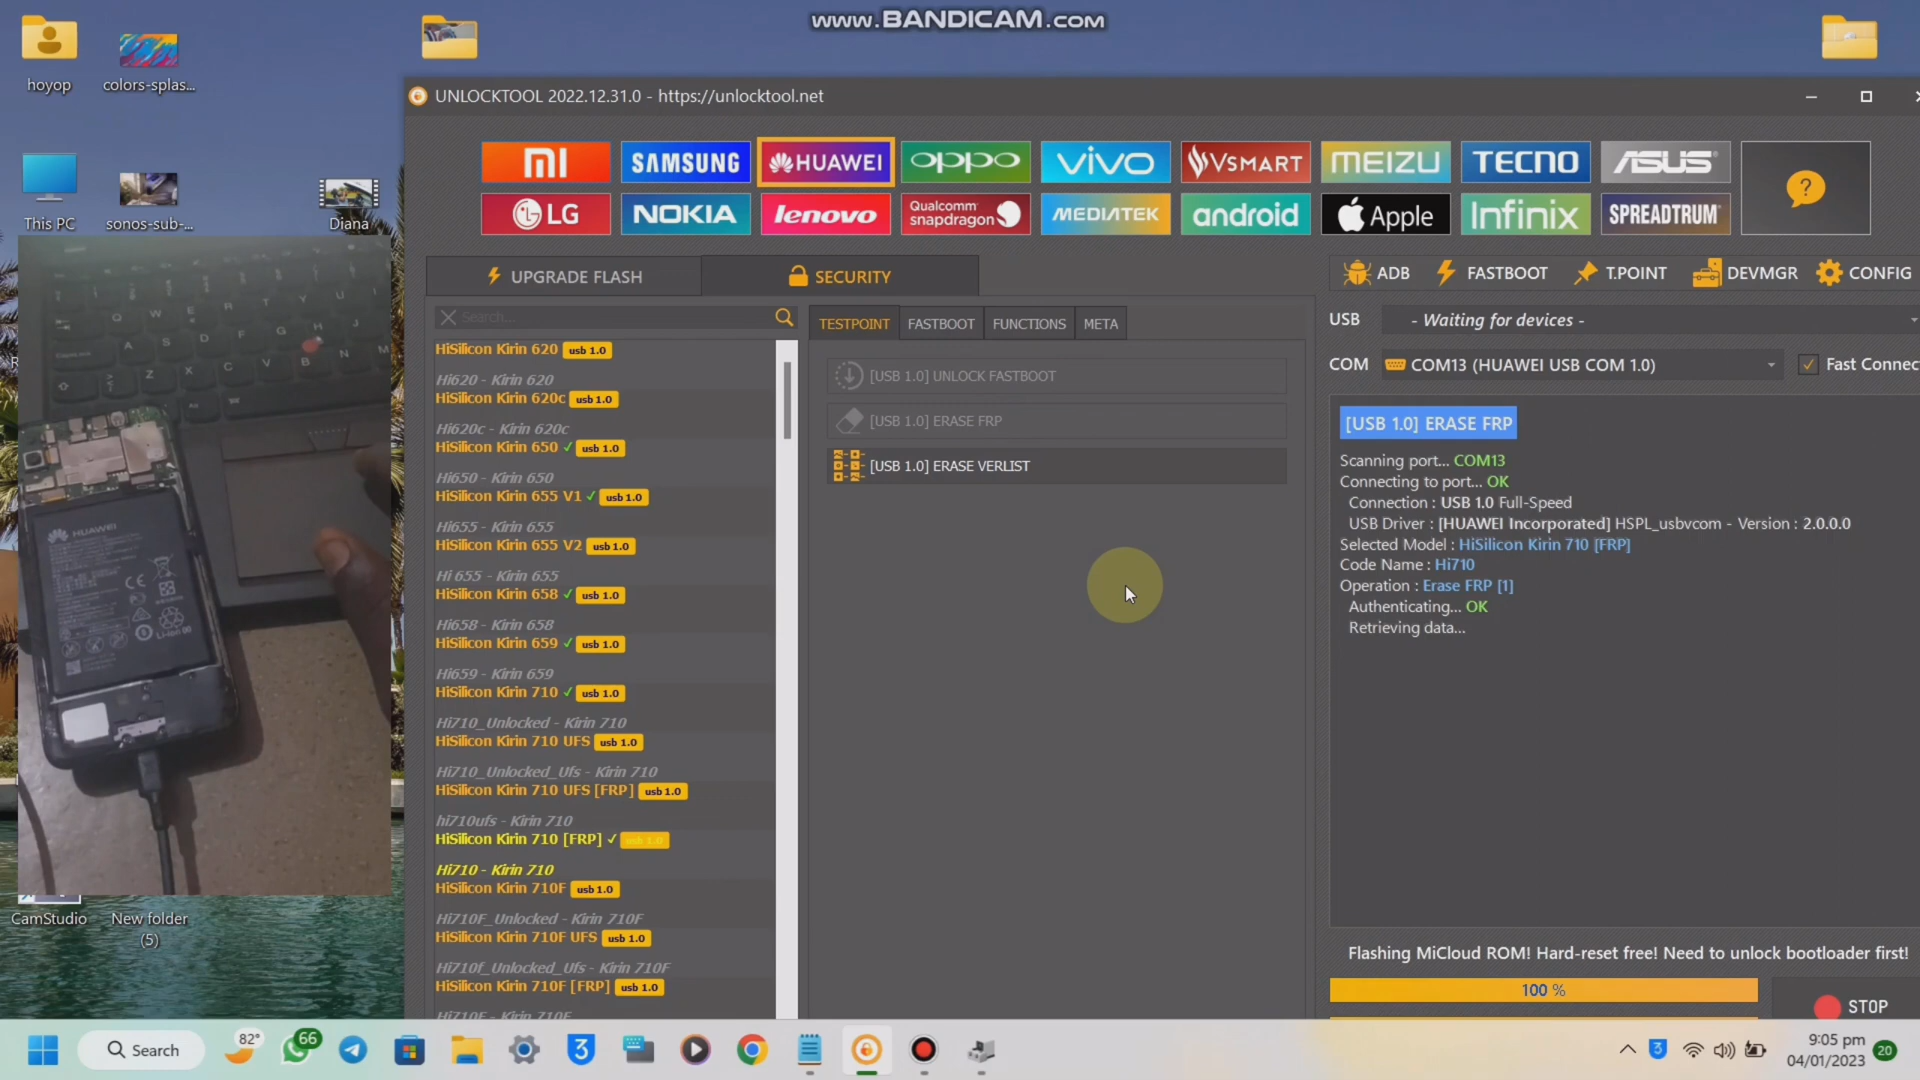 www.BANDICAM.com
hoyop
colors-splas...
This PC
sonos-sub-...
Diana
CamStudio
New folder
(5)
UNLOCKTOOL 2022.12.31.0 - https://unlocktool.net
SAMSUNG
HUAWEI
oppo
vivo
VSMART
MEIZU
TECNO
ASUS
LG
NOKIA
lenovo
Qualcomm
snapdragon
MEDIATEK
android
Apple
Infinix
SPREADTRUM
?
UPGRADE FLASH
SECURITY
ADB
FASTBOOT
T.POINT
DEVMGR
CONFIG
Search...
TESTPOINT
FASTBOOT
FUNCTIONS
META
USB
- Waiting for devices -
COM
COM13 (HUAWEI USB COM 1.0)
Fast Connec
HiSilicon Kirin 620 usb 1.0
Hi620 - Kirin 620
HiSilicon Kirin 620c usb 1.0
Hi620c - Kirin 620c
HiSilicon Kirin 650 ✓ usb 1.0
Hi650 - Kirin 650
HiSilicon Kirin 655 V1 ✓ usb 1.0
Hi655 - Kirin 655
HiSilicon Kirin 655 V2 usb 1.0
Hi 655 - Kirin 655
HiSilicon Kirin 658 ✓ usb 1.0
Hi658 - Kirin 658
HiSilicon Kirin 659 ✓ usb 1.0
Hi659 - Kirin 659
HiSilicon Kirin 710 ✓ usb 1.0
Hi710_Unlocked - Kirin 710
HiSilicon Kirin 710 UFS usb 1.0
Hi710_Unlocked_Ufs - Kirin 710
HiSilicon Kirin 710 UFS [FRP] usb 1.0
hi710ufs - Kirin 710
HiSilicon Kirin 710 [FRP] ✓ usb 1.0
Hi710 - Kirin 710
HiSilicon Kirin 710F usb 1.0
Hi710F_Unlocked - Kirin 710F
HiSilicon Kirin 710F UFS usb 1.0
Hi710f_Unlocked_Ufs - Kirin 710F
HiSilicon Kirin 710F [FRP] usb 1.0
Hi710F - Kirin 710F
[USB 1.0] UNLOCK FASTBOOT
[USB 1.0] ERASE FRP
[USB 1.0] ERASE VERLIST
[USB 1.0] ERASE FRP
Scanning port... COM13
Connecting to port... OK
Connection : USB 1.0 Full-Speed
USB Driver : [HUAWEI Incorporated] HSPL_usbvcom - Version : 2.0.0.0
Selected Model : HiSilicon Kirin 710 [FRP]
Code Name : Hi710
Operation : Erase FRP [1]
Authenticating... OK
Retrieving data...
Flashing MiCloud ROM! Hard-reset free! Need to unlock bootloader first!
100 %
STOP
HUAWEI
Search
82°
66
3
3
9:05 pm
04/01/2023
20